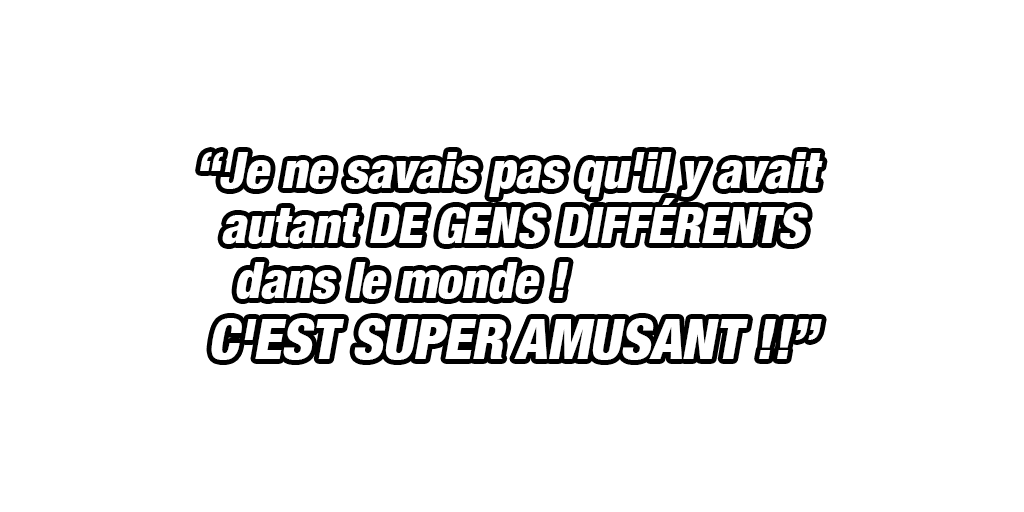 “Je ne savais pas qu'il y avait
autant DE GENS DIFFÉRENTS
dans le monde !
C'EST SUPER AMUSANT !!”